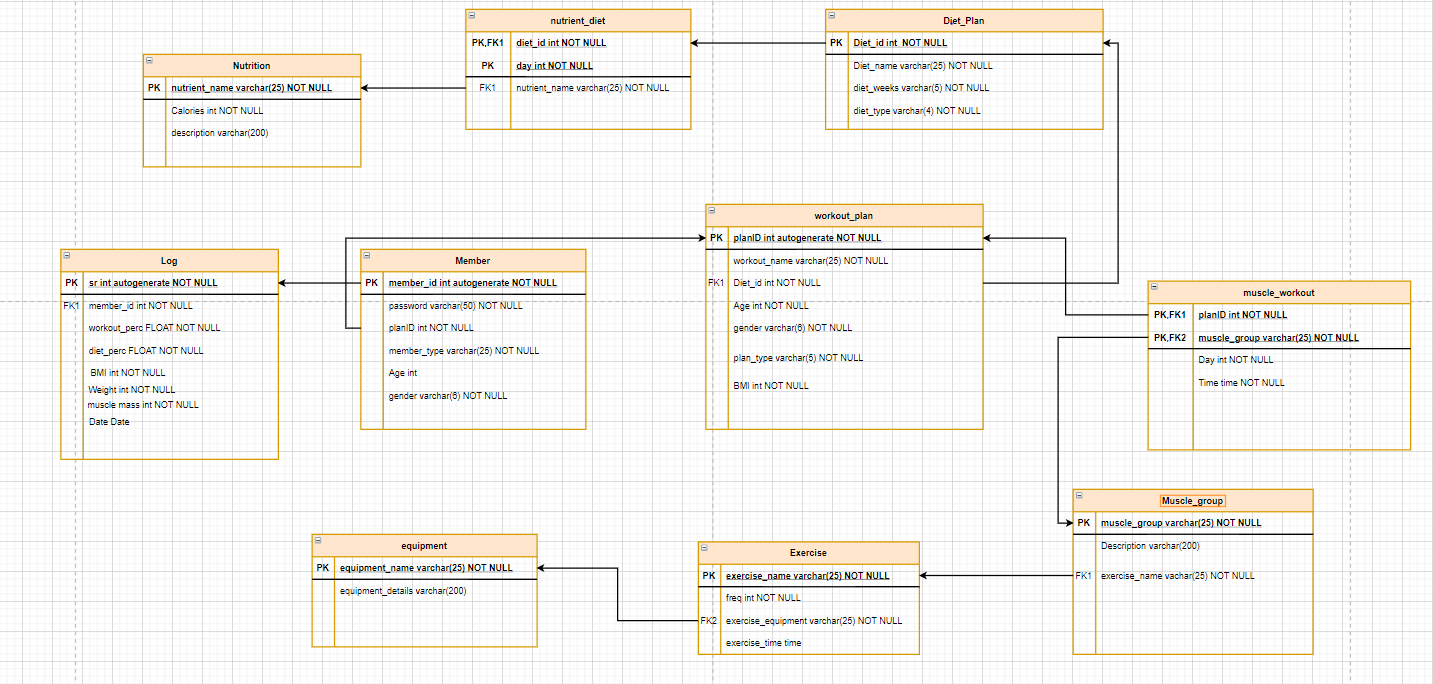 nutrient_diet
PK,FK1 diet_id int NOT NULL
PK day int NOT NULL
FK1 nutrient_name varchar(25) NOT NULL
Diet_Plan
PK Diet_id int NOT NULL
Diet_name varchar(25) NOT NULL
diet_weeks varchar(5) NOT NULL
diet_type varchar(4) NOT NULL
Nutrition
PK nutrient_name varchar(25) NOT NULL
Calories int NOT NULL
description varchar(200)
workout_plan
PK planID int autogenerate NOT NULL
workout_name varchar(25) NOT NULL
FK1 Diet_id int NOT NULL
Age int NOT NULL
gender varchar(6) NOT NULL
plan_type varchar(5) NOT NULL
BMI int NOT NULL
Log
PK sr int autogenerate NOT NULL
FK1 member_id int NOT NULL
workout_perc FLOAT NOT NULL
diet_perc FLOAT NOT NULL
BMI int NOT NULL
Weight int NOT NULL
muscle mass int NOT NULL
Date Date
Member
PK member_id int autogenerate NOT NULL
password varchar(50) NOT NULL
planID int NOT NULL
member_type varchar(25) NOT NULL
Age int
gender varchar(6) NOT NULL
muscle_workout
PK,FK1 planID int NOT NULL
PK,FK2 muscle_group varchar(25) NOT NULL
Day int NOT NULL
Time time NOT NULL
Muscle_group
PK muscle_group varchar(25) NOT NULL
Description varchar(200)
FK1 exercise_name vachar(25) NOT NULL
equipment
PK equipment_name varchar(25) NOT NULL
equipment_details varchar(200)
Exercise
PK exercise_name varchar(25) NOT NULL
freq int NOT NULL
FK2 exercise_equipment varchar(25) NOT NULL
exercise_time time